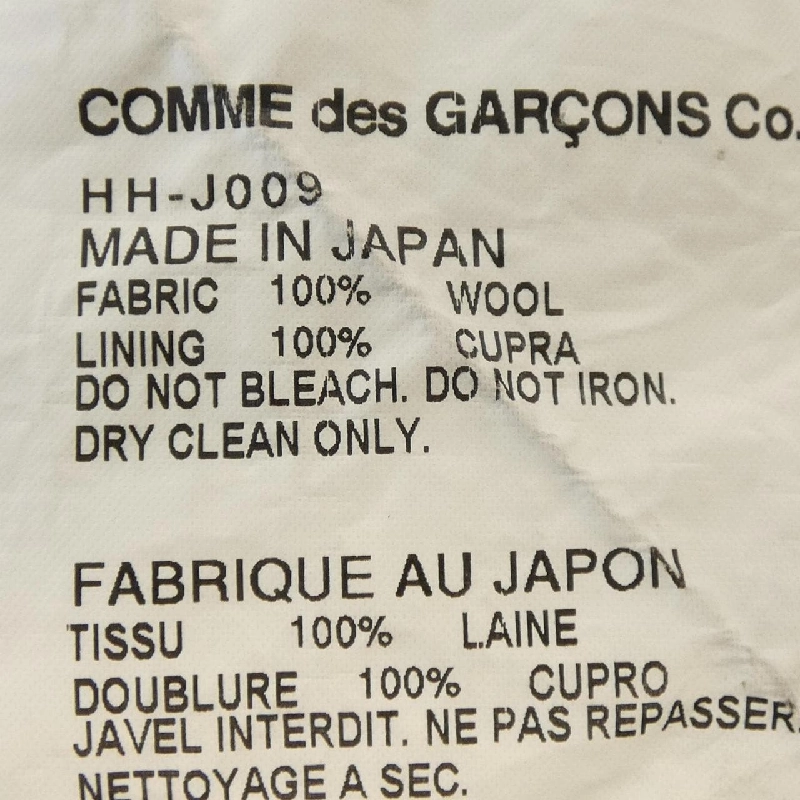 COMME des GARÇONS Co.
HH-J009
MADE IN JAPAN
FABRIC 100% WOOL
LINING 100% CUPRA
DO NOT BLEACH. DO NOT IRON.
DRY CLEAN ONLY.
FABRIQUE AU JAPON
TISSU 100% LAINE
DOUBLURE 100% CUPRO
JAVEL INTERDIT. NE PAS REPASSER.
NETTOYAGE A SEC.